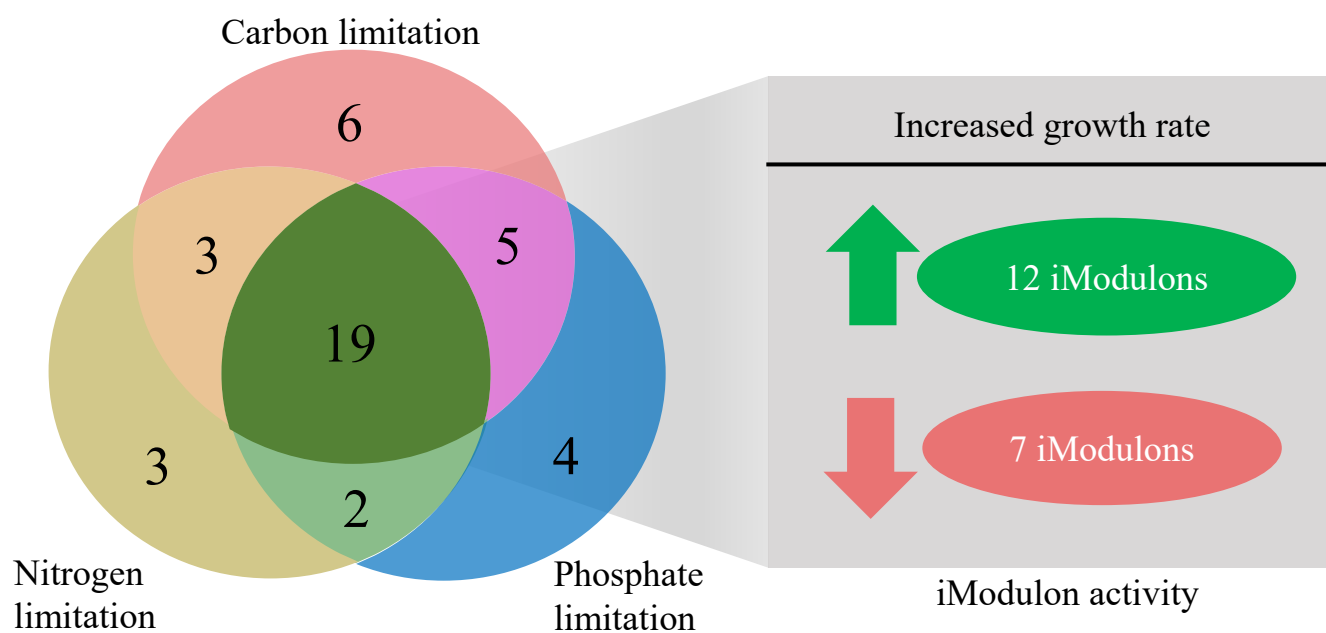 Carbon limitation
6
3
5
19
3
4
2
Nitrogen
limitation
Phosphate
limitation
Increased growth rate
12 iModulons
7 iModulons
iModulon activity